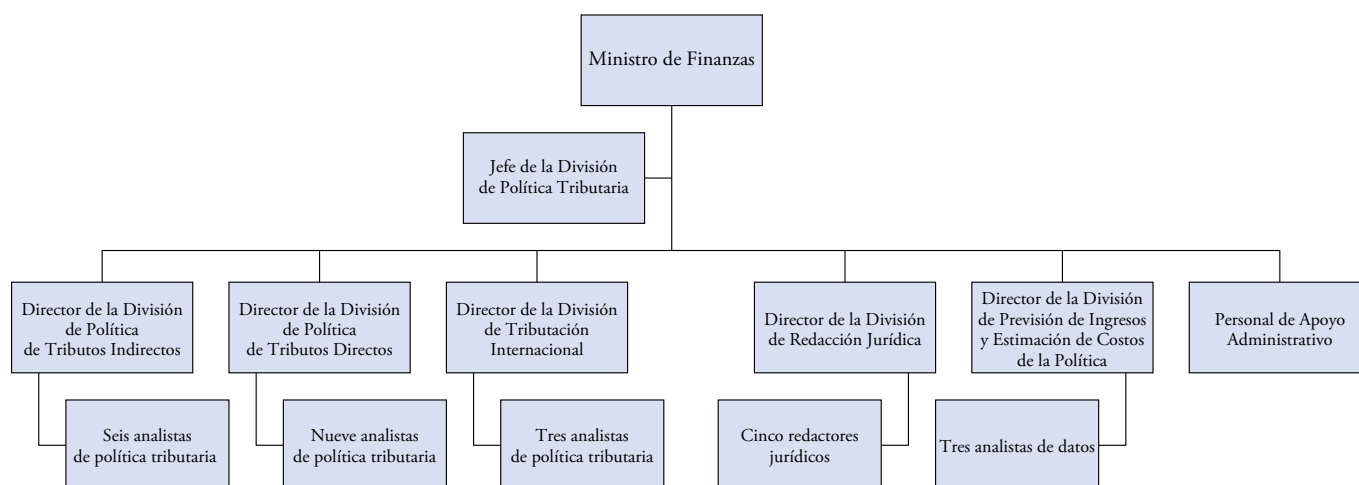 Ministro de Finanzas
Jefe de la División
de Política Tributaria
Director de la División
de Política
de Tributos Indirectos
Director de la División
de Política
de Tributos Directos
Director de la División
de Tributación
Internacional
Director de la División
de Redacción Jurídica
Director de la División
de Previsión de Ingresos
y Estimación de Costos
de la Política
Personal de Apoyo
Administrativo
Seis analistas
de política tributaria
Nueve analistas
de política tributaria
Tres analistas
de política tributaria
Cinco redactores
jurídicos
Tres analistas de datos